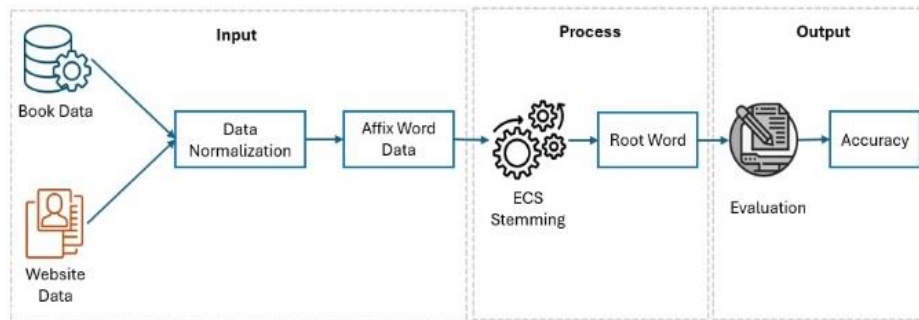 Input
Process
Output
Book Data
Data
Normalization
Affix Word
Data
ECS
Stemming
Root Word
Evaluation
Accuracy
Website
Data